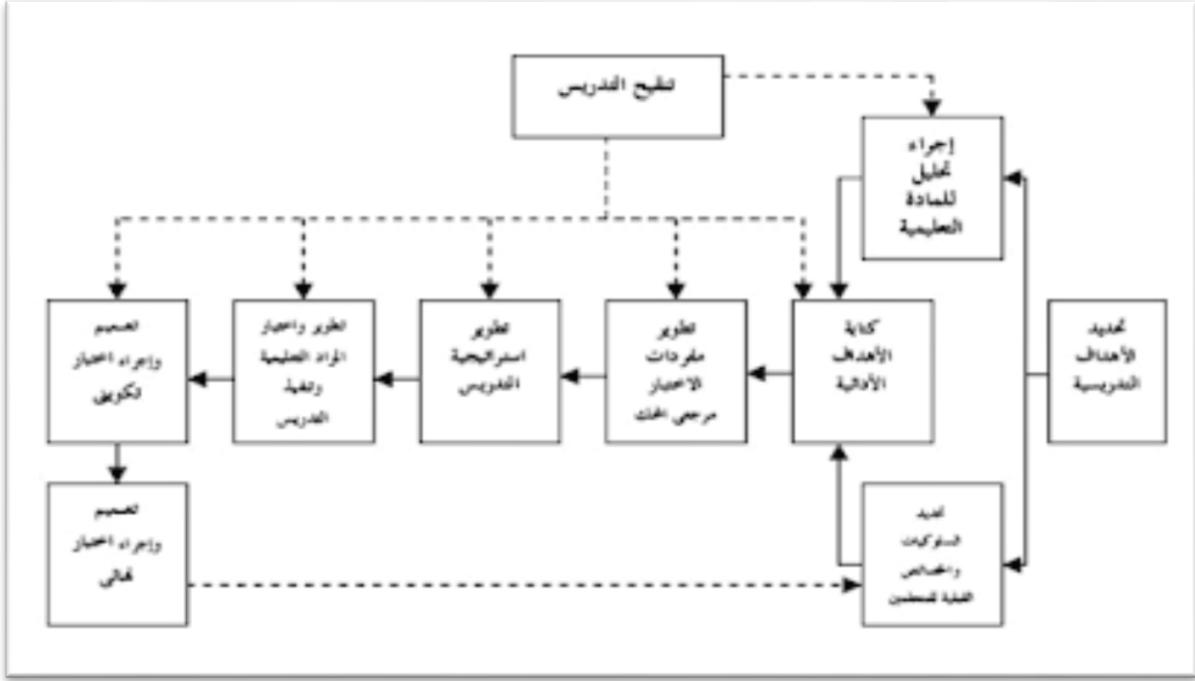 تنقيح التدريس
إجراء
تحليل
للمادة
التعليمية
تحديد
الأهداف
التدريسية
كتابة
الأهداف
الأدائية
تطوير
مفردات
الاختبار
مرجعي المحك
تطوير
استراتيجية
التدريس
تطوير واختيار
المواد التعليمية
وتنفيذ
التدريس
تصميم
وإجراء اختبار
تكويني
تحديد
السلوكيات
والخصائص
القبلية للمتعلمين
تصميم
وإجراء اختبار
نهائي